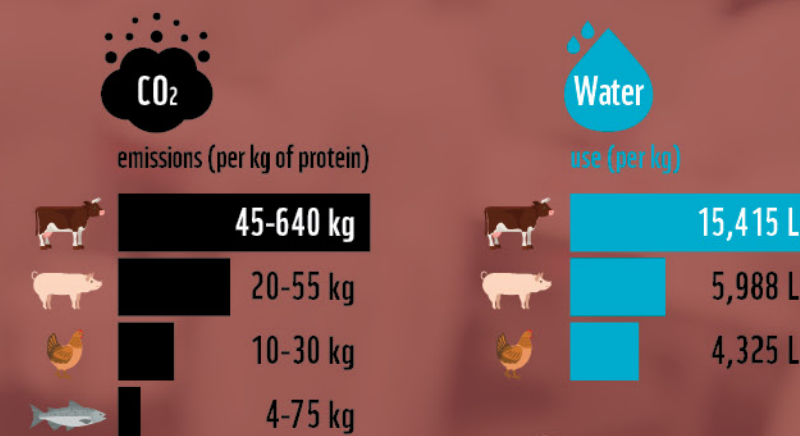 CO₂
emissions (per kg of protein)
45-640 kg
20-55 kg
10-30 kg
4-75 kg
Water
use (per kg)
15,415 L
5,988 L
4,325 L